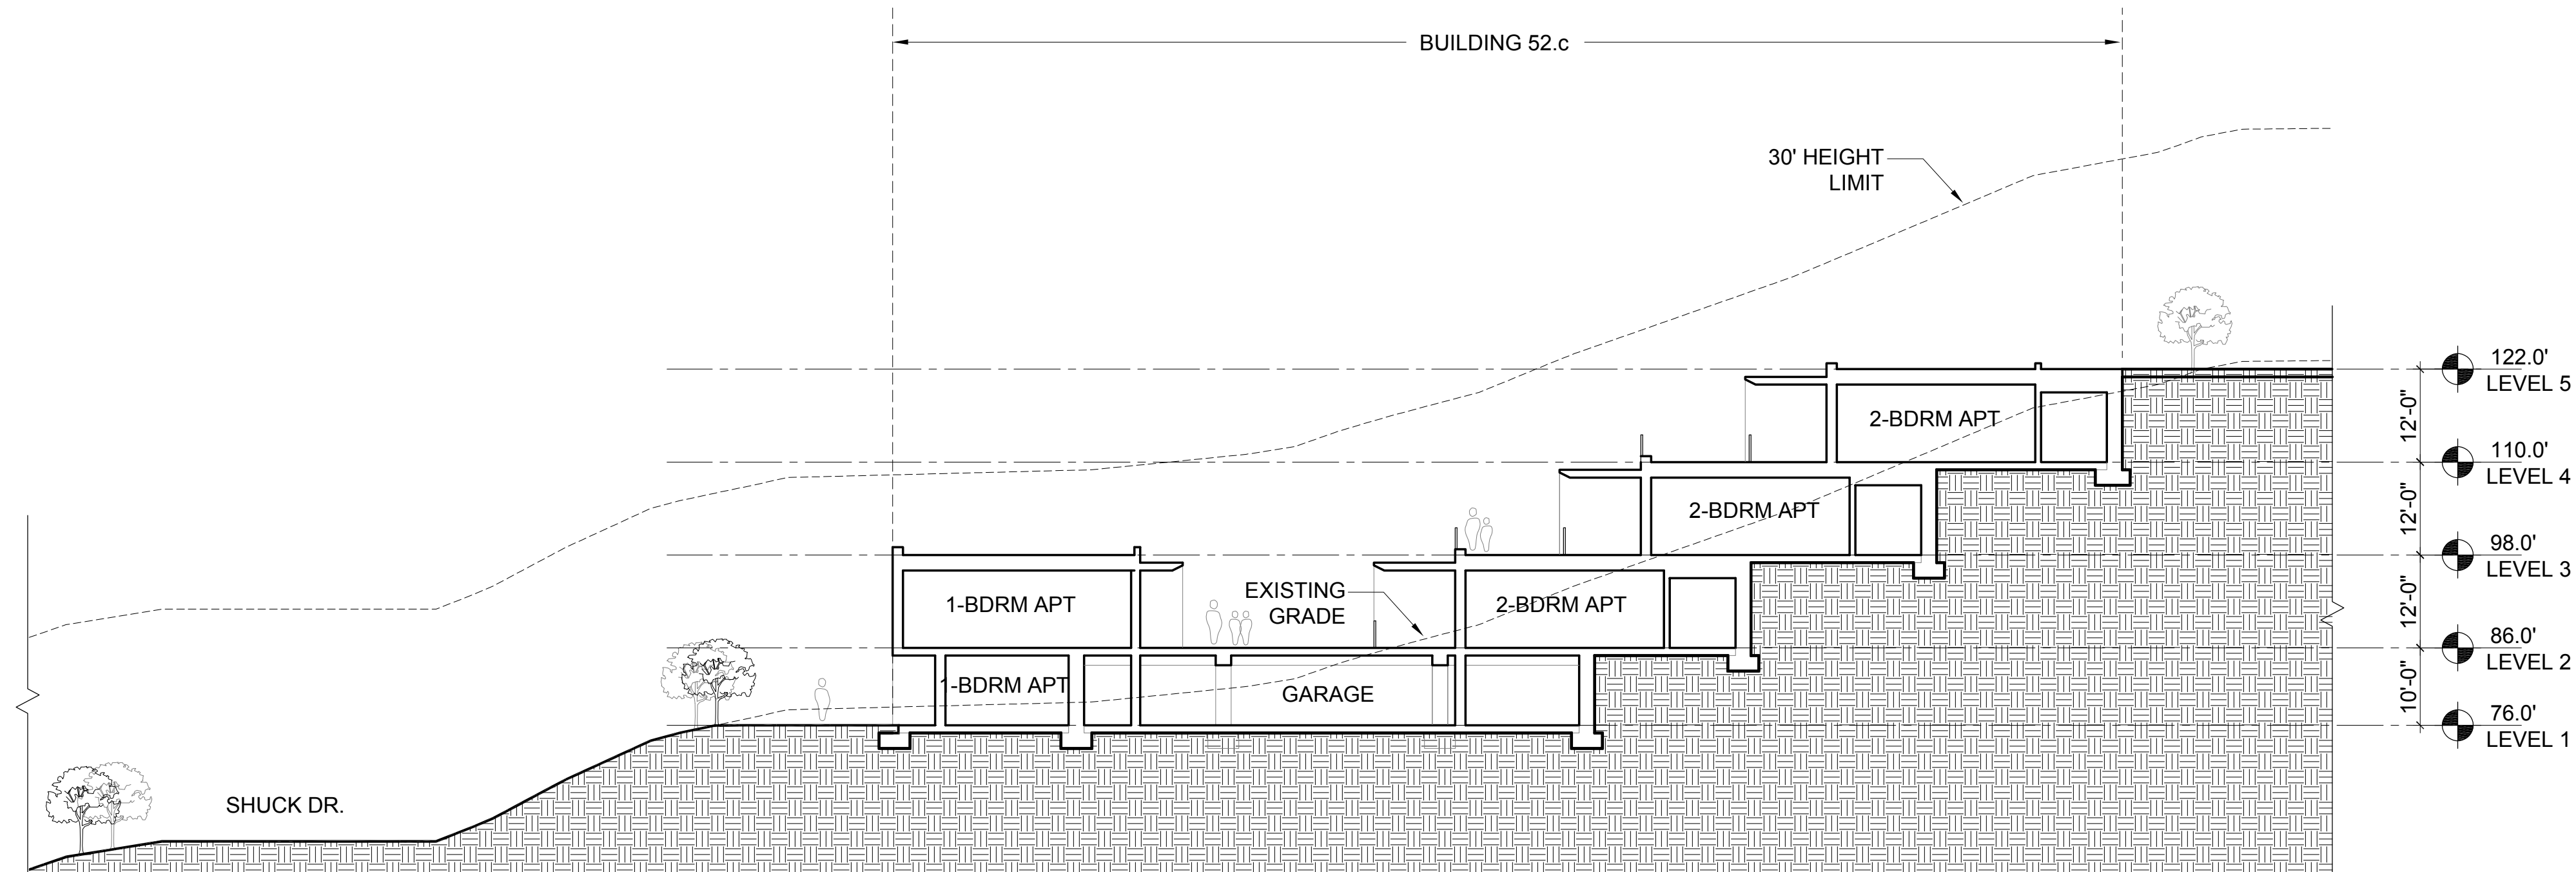 BUILDING 52.c
30' HEIGHT
LIMIT
122.0'
LEVEL 5
12'-0"
2-BDRM APT
110.0'
LEVEL 4
12'-0"
2-BDRM APT
98.0'
LEVEL 3
12'-0"
EXISTING
GRADE
1-BDRM APT
2-BDRM APT
86.0'
LEVEL 2
10'-0"
1-BDRM APT
GARAGE
76.0'
LEVEL 1
SHUCK DR.